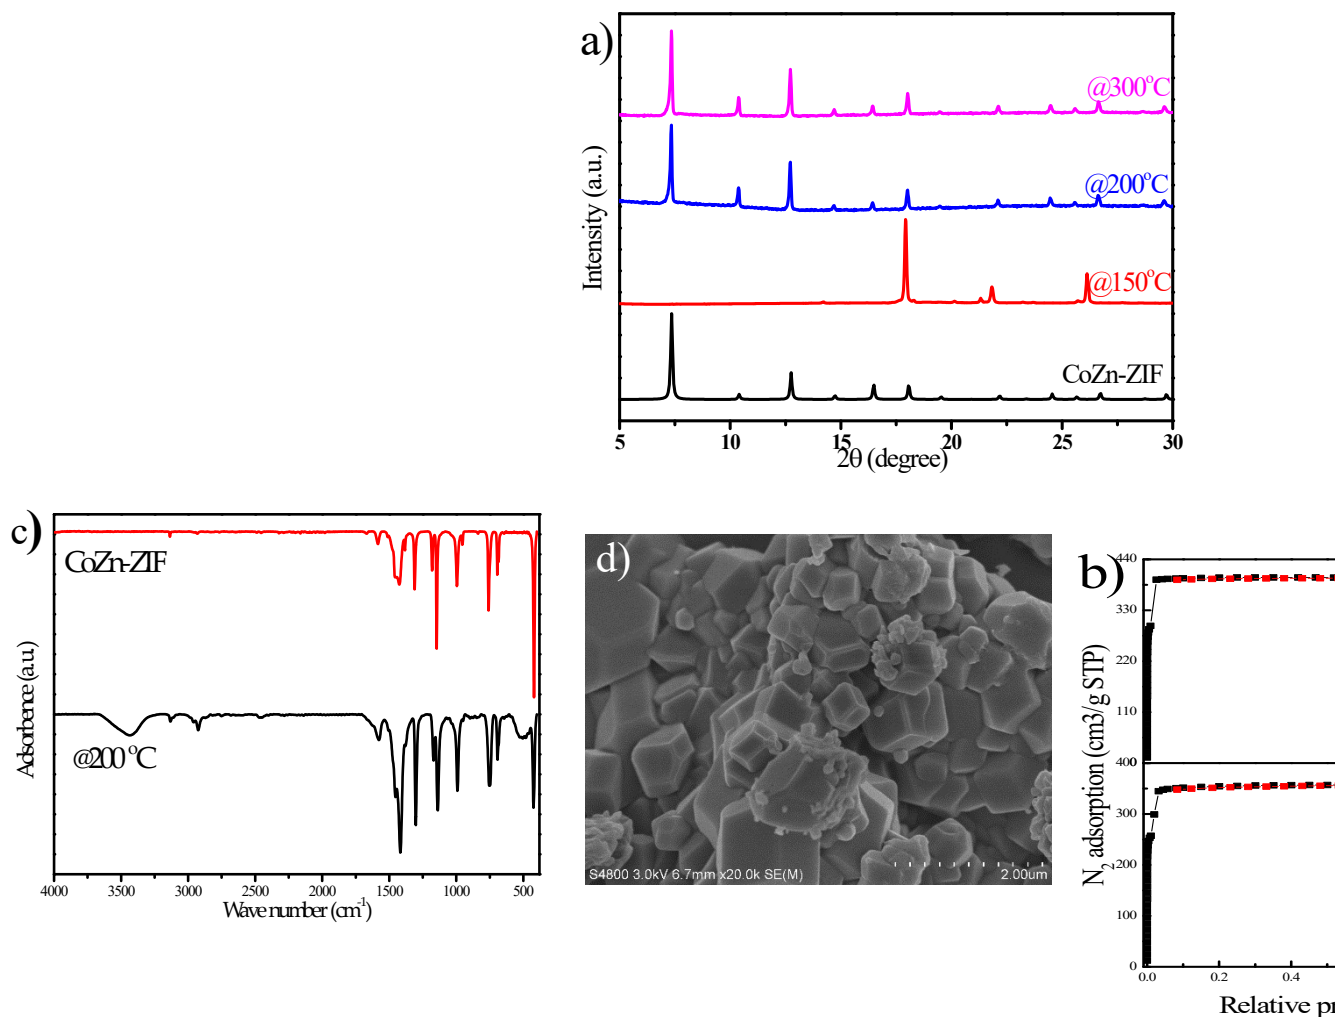 a)
Intensity (a.u.)
@300°C
@200°C
@150°C
CoZn-ZIF
5 10 15 20 25 30
2θ (degree)
c)
CoZn-ZIF
@200 °C
Adsorbence (a.u)
4000 3500 3000 2500 2000 1500 1000 500
Wave number (cm-1)
d)
S4800 3.0kV 6.7mm x20.0k SE(M) 2.00um
b)
N2 adsorption (cm3/g STP)
440
330
220
110
400
300
200
100
0
0.0 0.2 0.4
Relative pr